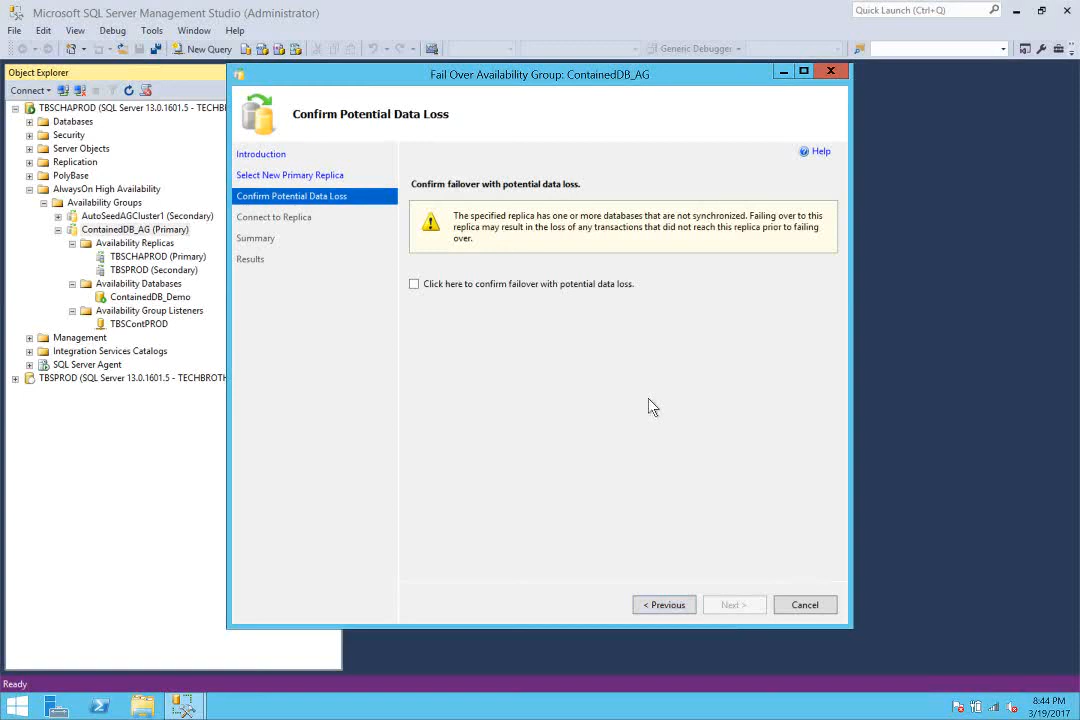 Microsoft SQL Server Management Studio (Administrator)
Quick Launch (Ctrl+Q)
File Edit View Debug Tools Window Help
New Query
Generic Debugger
Object Explorer
Connect
TBSCHAPROD (SQL Server 13.0.1601.5 - TECHBR
Databases
Security
Server Objects
Replication
PolyBase
AlwaysOn High Availability
Availability Groups
AutoSeedAGCluster1 (Secondary)
ContainedDB_AG (Primary)
Availability Replicas
TBSCHAPROD (Primary)
TBSPROD (Secondary)
Availability Databases
ContainedDB_Demo
Availability Group Listeners
TBSContPROD
Management
Integration Services Catalogs
SQL Server Agent
TBSPROD (SQL Server 13.0.1601.5 - TECHBROTH
Fail Over Availability Group: ContainedDB_AG
Confirm Potential Data Loss
Introduction
Select New Primary Replica
Confirm Potential Data Loss
Connect to Replica
Summary
Results
Help
Confirm failover with potential data loss.
The specified replica has one or more databases that are not synchronized. Failing over to this
replica may result in the loss of any transactions that did not reach this replica prior to failing
over.
Click here to confirm failover with potential data loss.
< Previous
Next >
Cancel
Ready
8:44 PM
3/19/2017